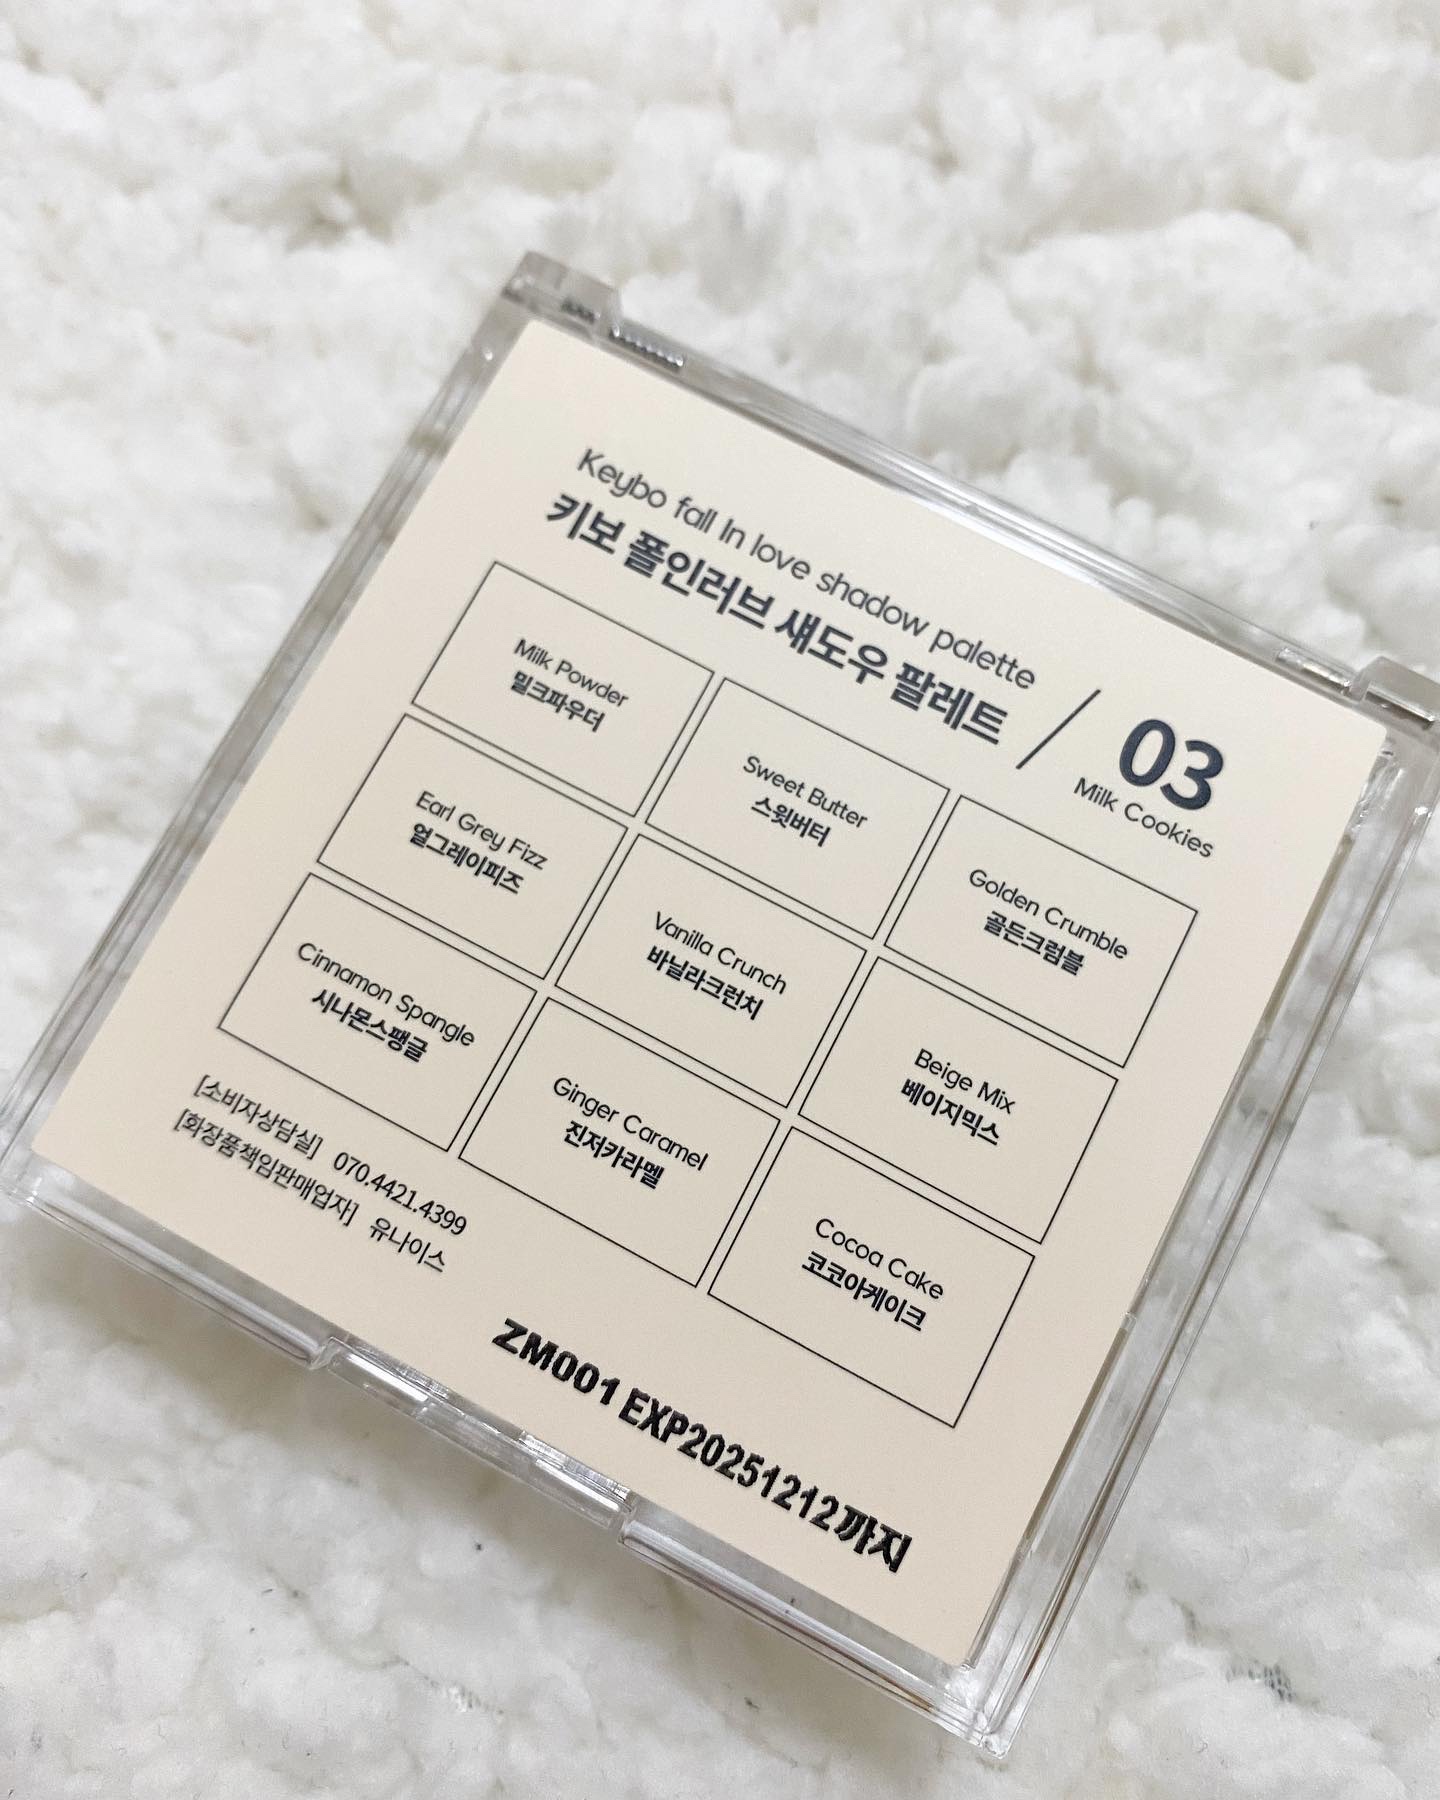 Keybo fall In love shadow palette
키보 폴인러브 섀도우 팔레트
03
Milk Cookies
Milk Powder
밀크파우더
Sweet Butter
스윗버터
Golden Crumble
골든크럼블
Earl Grey Fizz
얼그레이피즈
Vanilla Crunch
바닐라크런치
Beige Mix
베이지믹스
Cinnamon Spangle
시나몬스팽글
Ginger Caramel
진저카라멜
Cocoa Cake
코코아케이크
[소비자상담실] 070.4421.4399
[화장품책임판매업자] 유나이스
ZM001 EXP20251212까지